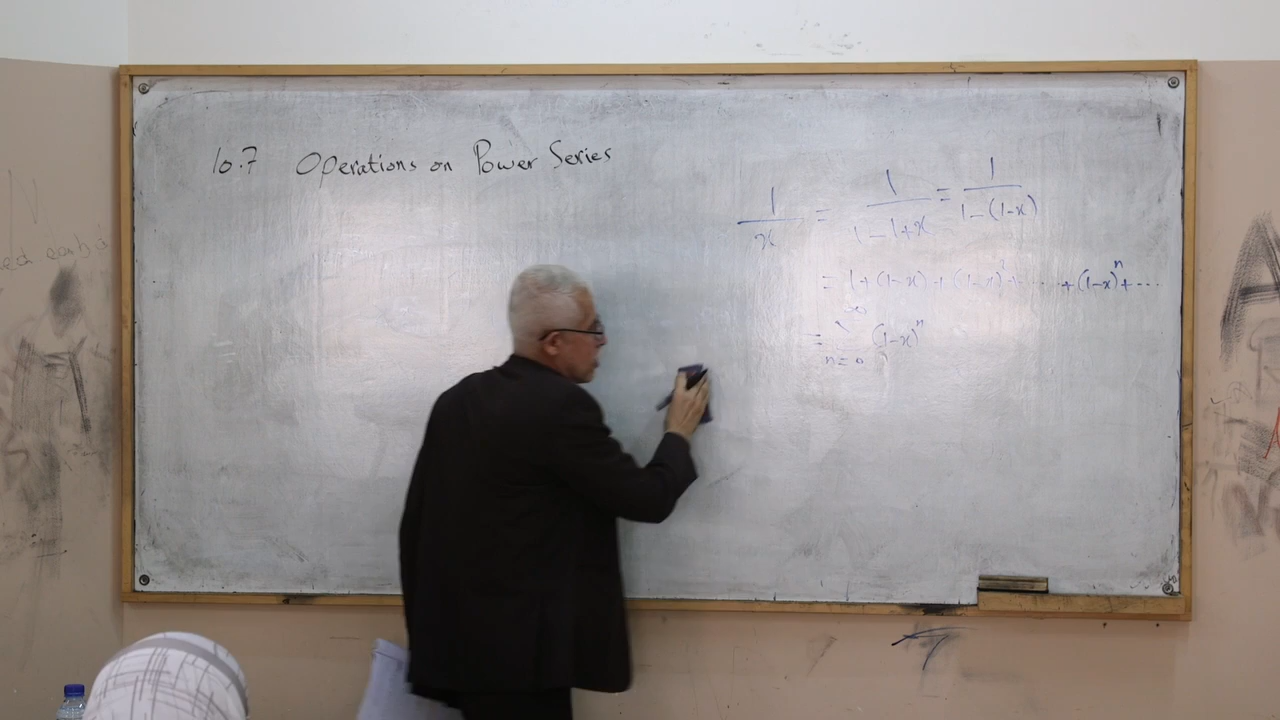 10.7 Operations on Power Series
1/x = 1/(1-1+x) = 1/(1-(1-x))
= 1+(1-x)+(1-x)²+...+(1-x)ⁿ+...
= ∑_{n=0}^{∞} (1-x)ⁿ